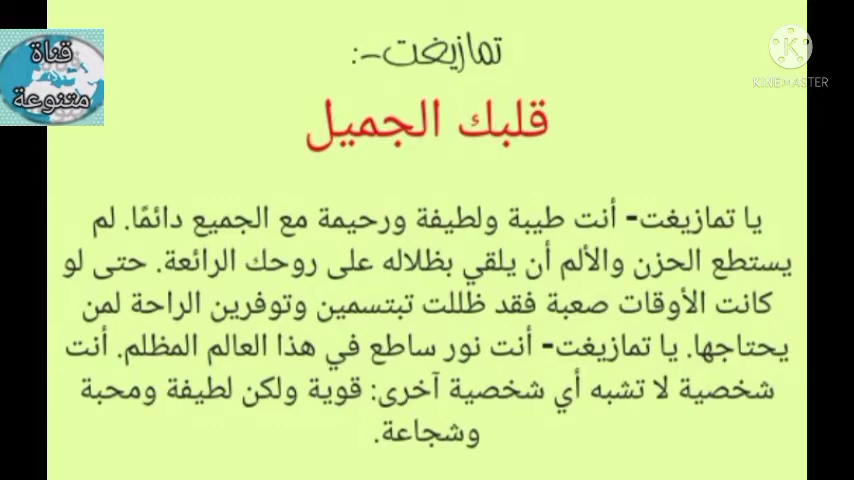 تمازيغت-:
قناة
متنوعة
KINEMASTER
قلبك الجميل
يا تمازيغت- أنت طيبة ولطيفة ورحيمة مع الجميع دائمًا. لم
يستطع الحزن والألم أن يلقي بظلاله على روحك الرائعة. حتى لو
كانت الأوقات صعبة فقد ظللت تبتسمين وتوفرين الراحة لمن
يحتاجها. يا تمازيغت- أنت نور ساطع في هذا العالم المظلم. أنت
شخصية لا تشبه أي شخصية آخرى: قوية ولكن لطيفة ومحبة
وشجاعة.